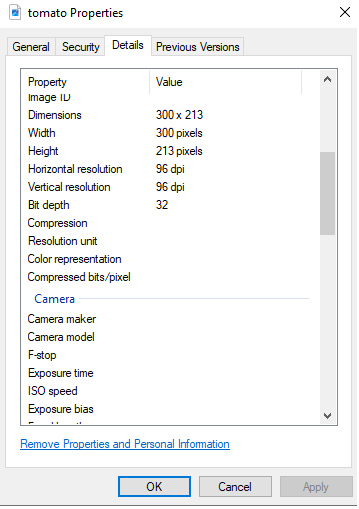 tomato Properties
General Security Details Previous Versions
Property Value
Image ID
Dimensions 300 x 213
Width 300 pixels
Height 213 pixels
Horizontal resolution 96 dpi
Vertical resolution 96 dpi
Bit depth 32
Compression
Resolution unit
Color representation
Compressed bits/pixel
Camera
Camera maker
Camera model
F-stop
Exposure time
ISO speed
Exposure bias
Remove Properties and Personal Information
OK Cancel Apply